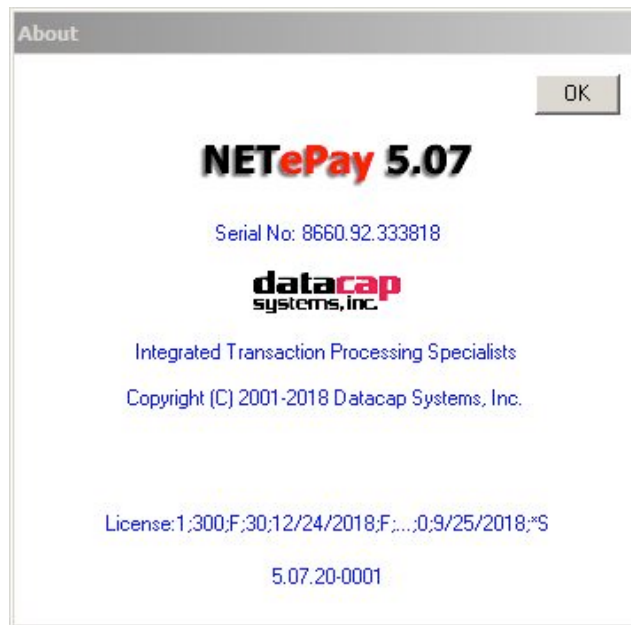 About
OK
NETePay 5.07
Serial No: 8660.92.333818
datacap
systems, inc.
Integrated Transaction Processing Specialists
Copyright (C) 2001-2018 Datacap Systems, Inc.
License:1;300;F;30;12/24/2018;F;...;0;9/25/2018;*S
5.07.20-0001